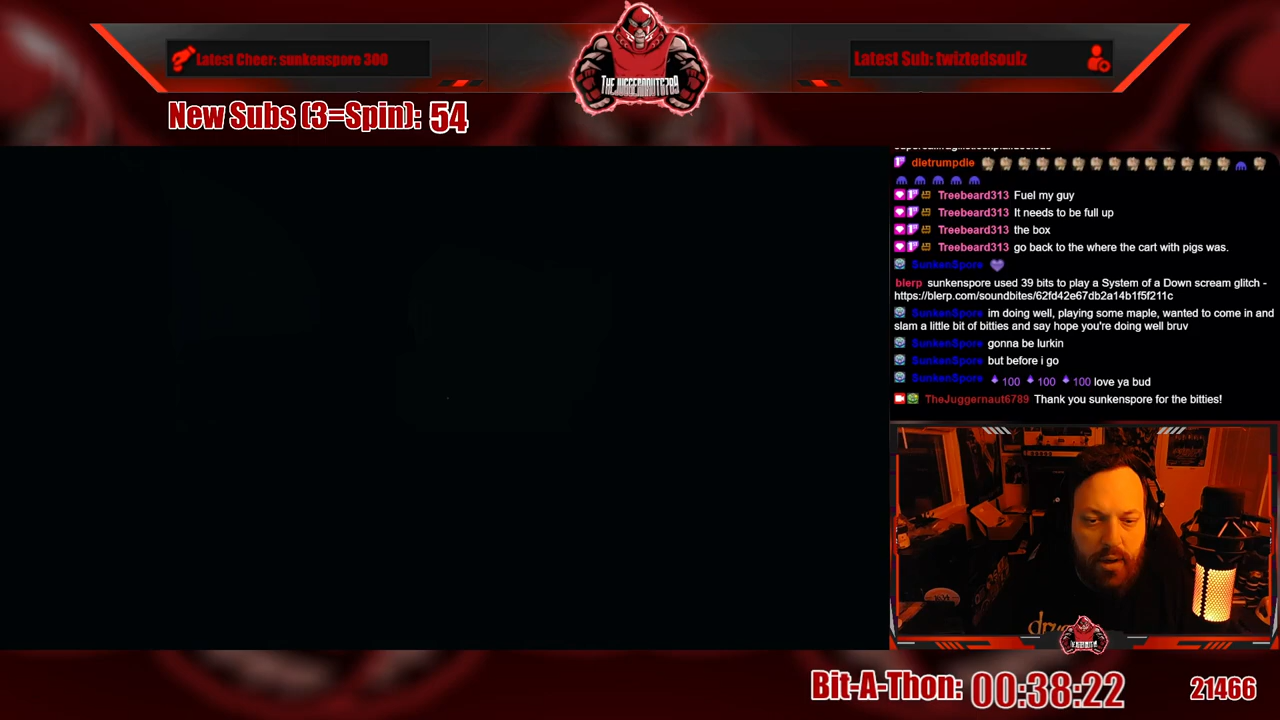 Latest Cheer: sunkenspore 300
THEJUGGERNAUT6789
Latest Sub: twiztedsoulz
New Subs (3=Spin): 54
dietrumpdie
Treebeard313 Fuel my guy
Treebeard313 It needs to be full up
Treebeard313 the box
Treebeard313 go back to the where the cart with pigs was.
SunkenSpore
blerp sunkenspore used 39 bits to play a System of a Down scream glitch -
https://blerp.com/soundbites/62fd42e67db2a14b1f5f211c
SunkenSpore im doing well, playing some maple, wanted to come in and
slam a little bit of bitties and say hope you're doing well bruv
SunkenSpore gonna be lurkin
SunkenSpore but before i go
SunkenSpore 100 100 100 love ya bud
TheJuggernaut6789 Thank you sunkenspore for the bitties!
Bit-A-Thon: 00:38:22 21466